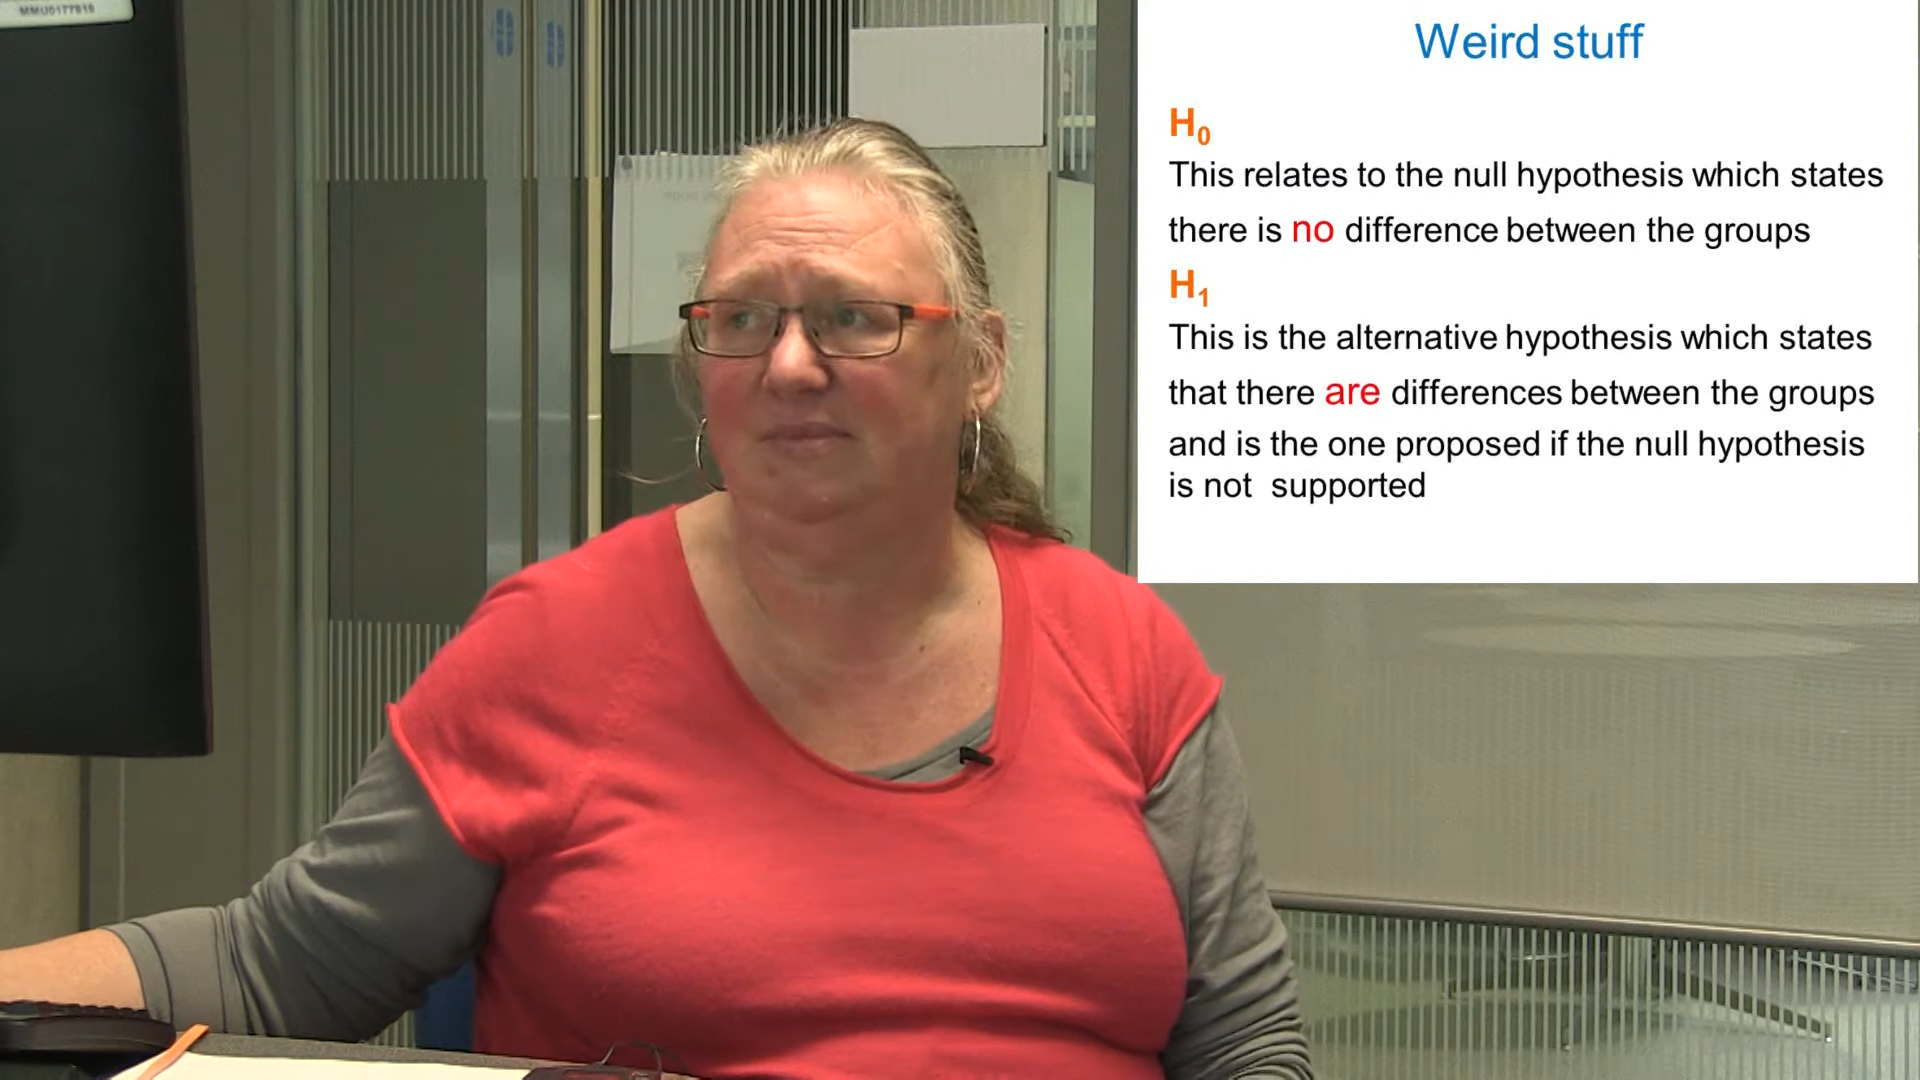 MMU0177818
Weird stuff
H0
This relates to the null hypothesis which states
there is no difference between the groups
H1
This is the alternative hypothesis which states
that there are differences between the groups
and is the one proposed if the null hypothesis
is not supported